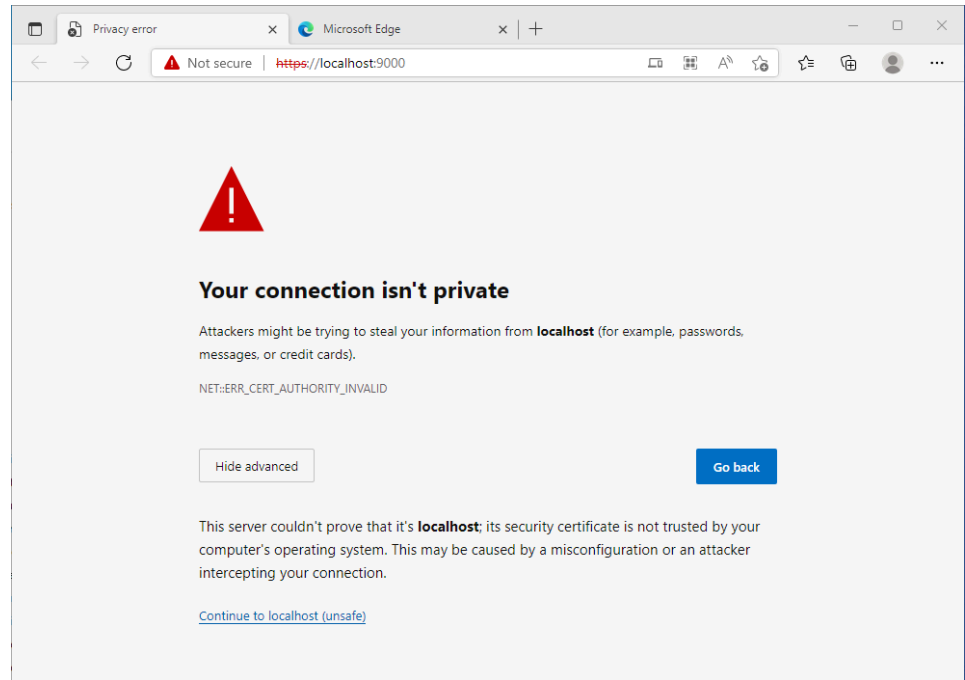 Privacy error
Microsoft Edge
Not secure
https://localhost:9000
Your connection isn't private
Attackers might be trying to steal your information from localhost (for example, passwords,
messages, or credit cards).
NET::ERR_CERT_AUTHORITY_INVALID
Hide advanced
Go back
This server couldn't prove that it's localhost; its security certificate is not trusted by your
computer's operating system. This may be caused by a misconfiguration or an attacker
intercepting your connection.
Continue to localhost (unsafe)